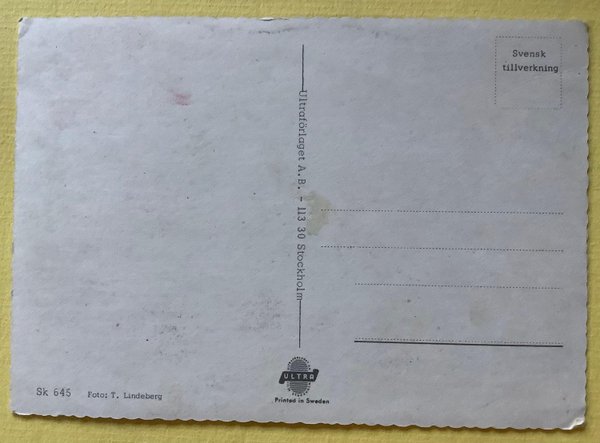 Svensk
tillverkning
Ultraförlaget A.B. - 113 30 Stockholm
Sk 645 Foto: T. Lindeberg
ULTRA
Printed in Sweden